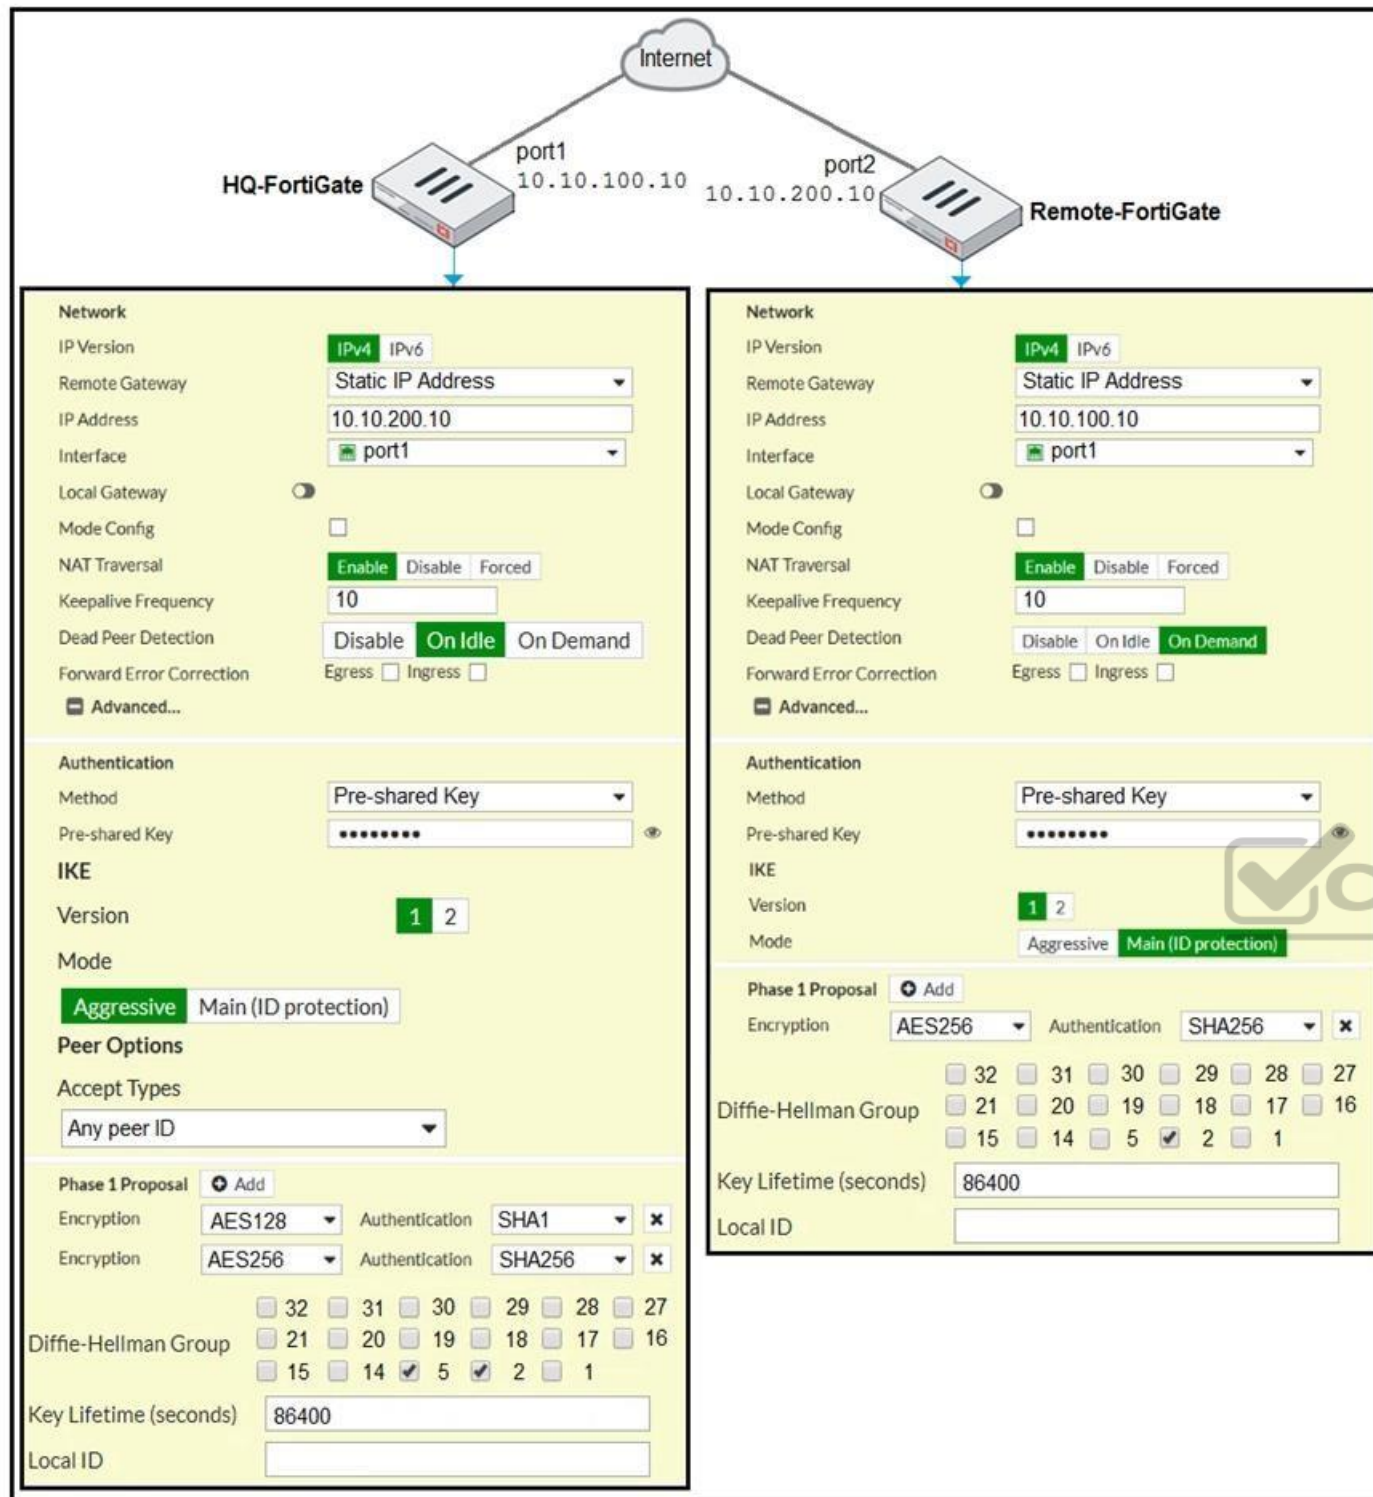 Internet
port1
10.10.100.10
HQ-FortiGate
port2
10.10.200.10
Remote-FortiGate
Network
IP Version IPv4 IPv6
Remote Gateway Static IP Address
IP Address 10.10.200.10
Interface port1
Local Gateway
Mode Config
NAT Traversal Enable Disable Forced
Keepalive Frequency 10
Dead Peer Detection Disable On Idle On Demand
Forward Error Correction Egress Ingress
Advanced...
Authentication
Method Pre-shared Key
Pre-shared Key ••••••••
IKE
Version 1 2
Mode
Aggressive Main (ID protection)
Peer Options
Accept Types
Any peer ID
Phase 1 Proposal Add
Encryption AES128 Authentication SHA1
Encryption AES256 Authentication SHA256
32 31 30 29 28 27
Diffie-Hellman Group 21 20 19 18 17 16
15 14 5 2 1
Key Lifetime (seconds) 86400
Local ID
Network
IP Version IPv4 IPv6
Remote Gateway Static IP Address
IP Address 10.10.100.10
Interface port1
Local Gateway
Mode Config
NAT Traversal Enable Disable Forced
Keepalive Frequency 10
Dead Peer Detection Disable On Idle On Demand
Forward Error Correction Egress Ingress
Advanced...
Authentication
Method Pre-shared Key
Pre-shared Key ••••••••
IKE
Version 1 2
Mode Aggressive Main (ID protection)
Phase 1 Proposal Add
Encryption AES256 Authentication SHA256
32 31 30 29 28 27
Diffie-Hellman Group 21 20 19 18 17 16
15 14 5 2 1
Key Lifetime (seconds) 86400
Local ID